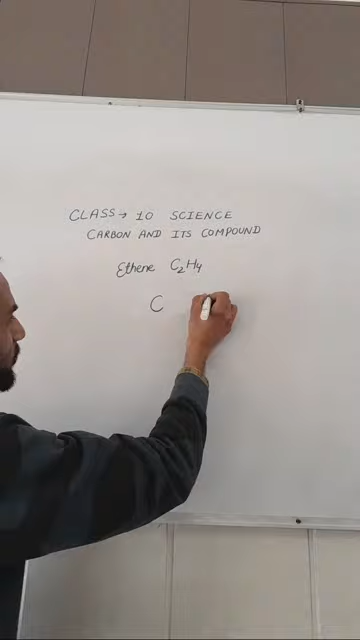 CLASS → 10 SCIENCE
CARBON AND ITS COMPOUND
Ethene C₂H₄
C